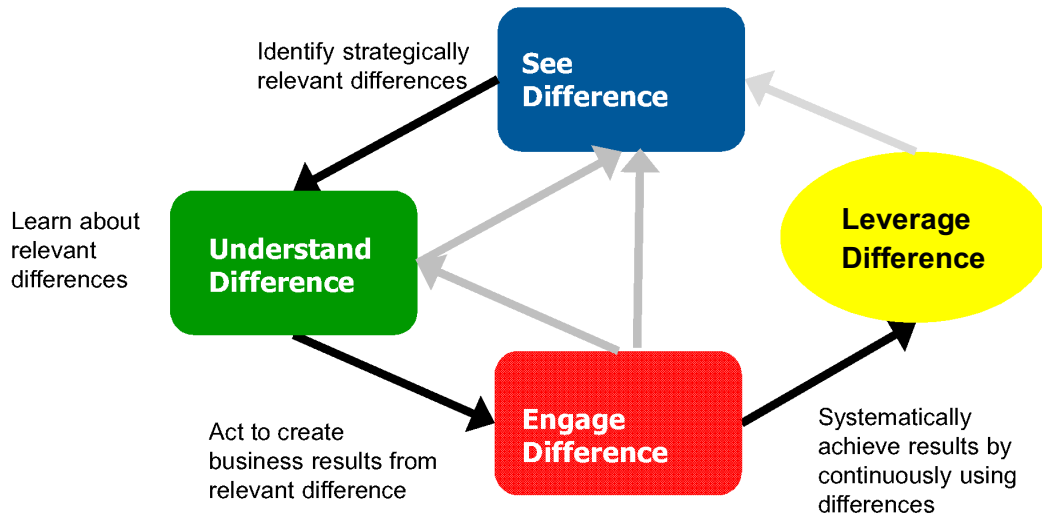 Identify strategically
relevant differences
See
Difference
Learn about
relevant
differences
Understand
Difference
Leverage
Difference
Act to create
business results from
relevant difference
Engage
Difference
Systematically
achieve results by
continuously using
differences